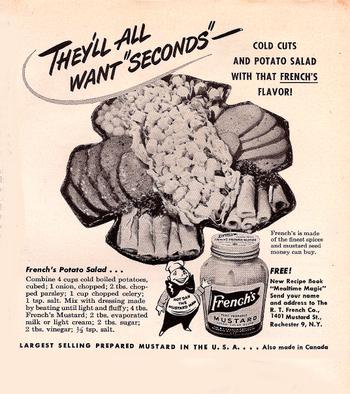 THEY'LL ALL
WANT "SECONDS"—
COLD CUTS
AND POTATO SALAD
WITH THAT FRENCH'S
FLAVOR!
French's is made
of the finest spices
and mustard seed
money can buy.
French's Potato Salad . . .
Combine 4 cups cold boiled potatoes,
cubed; 1 onion, chopped; 2 tbs. chop-
ped parsley; 1 cup chopped celery;
1 tsp. salt. Mix with dressing made
by beating until light and fluffy; 4 tbs.
French's Mustard; 2 tbs. evaporated
milk or light cream; 2 tbs. sugar;
2 tbs. vinegar; ½ tsp. salt.
HOT DAN
THE
MUSTARD MAN
French's
MUSTARD
FREE!
New Recipe Book
"Mealtime Magic"
Send your name
and address to The
R. T. French Co.,
1401 Mustard St.,
Rochester 9, N.Y.
LARGEST SELLING PREPARED MUSTARD IN THE U. S. A. . . . Also made in Canada